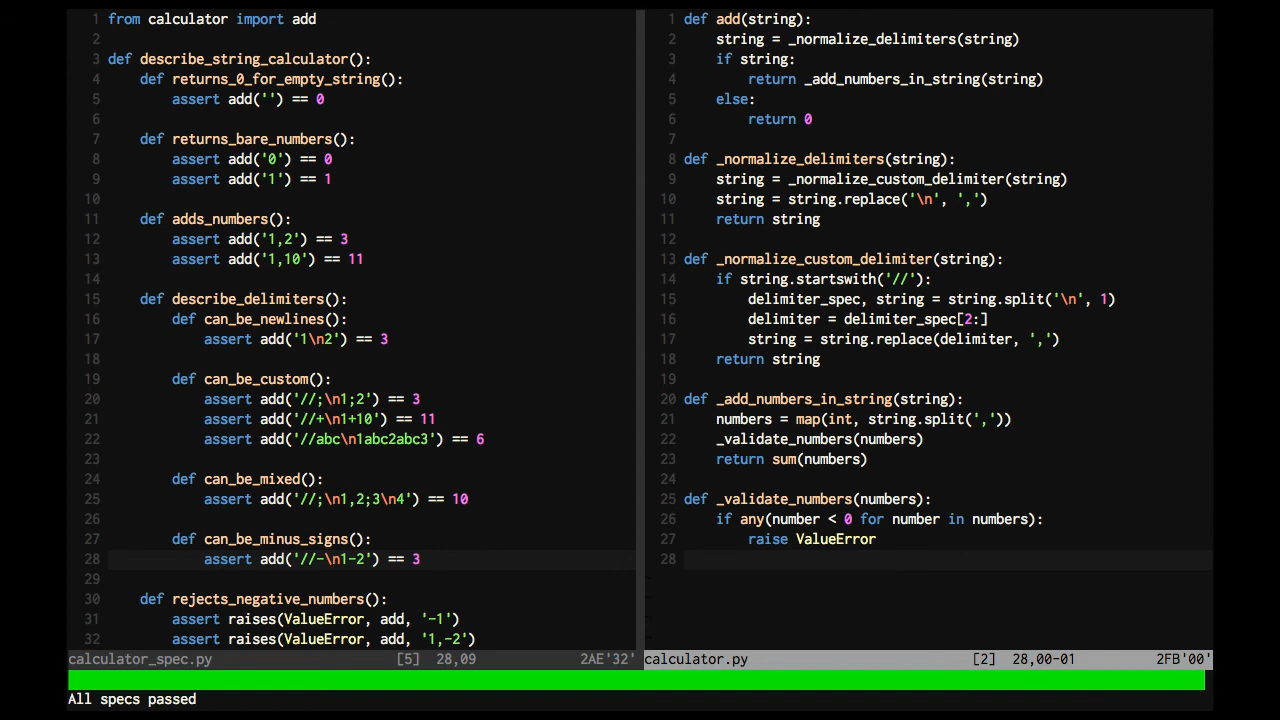 1 from calculator import add
2
3 def describe_string_calculator():
4     def returns_0_for_empty_string():
5         assert add('') == 0
6
7     def returns_bare_numbers():
8         assert add('0') == 0
9         assert add('1') == 1
10
11     def adds_numbers():
12         assert add('1,2') == 3
13         assert add('1,10') == 11
14
15     def describe_delimiters():
16         def can_be_newlines():
17             assert add('1\n2') == 3
18
19         def can_be_custom():
20             assert add('//;\n1;2') == 3
21             assert add('//+\n1+10') == 11
22             assert add('//abc\n1abc2abc3') == 6
23
24         def can_be_mixed():
25             assert add('//;\n1,2;3\n4') == 10
26
27         def can_be_minus_signs():
28             assert add('//-\n1-2') == 3
29
30     def rejects_negative_numbers():
31         assert raises(ValueError, add, '-1')
32         assert raises(ValueError, add, '1,-2')
calculator_spec.py [5] 28,09 2AE'32'
1 def add(string):
2     string = _normalize_delimiters(string)
3     if string:
4         return _add_numbers_in_string(string)
5     else:
6         return 0
7
8 def _normalize_delimiters(string):
9     string = _normalize_custom_delimiter(string)
10     string = string.replace('\n', ',')
11     return string
12
13 def _normalize_custom_delimiter(string):
14     if string.startswith('//'):
15         delimiter_spec, string = string.split('\n', 1)
16         delimiter = delimiter_spec[2:]
17         string = string.replace(delimiter, ',')
18     return string
19
20 def _add_numbers_in_string(string):
21     numbers = map(int, string.split(','))
22     _validate_numbers(numbers)
23     return sum(numbers)
24
25 def _validate_numbers(numbers):
26     if any(number < 0 for number in numbers):
27         raise ValueError
28
calculator.py [2] 28,00-01 2FB'00'
All specs passed